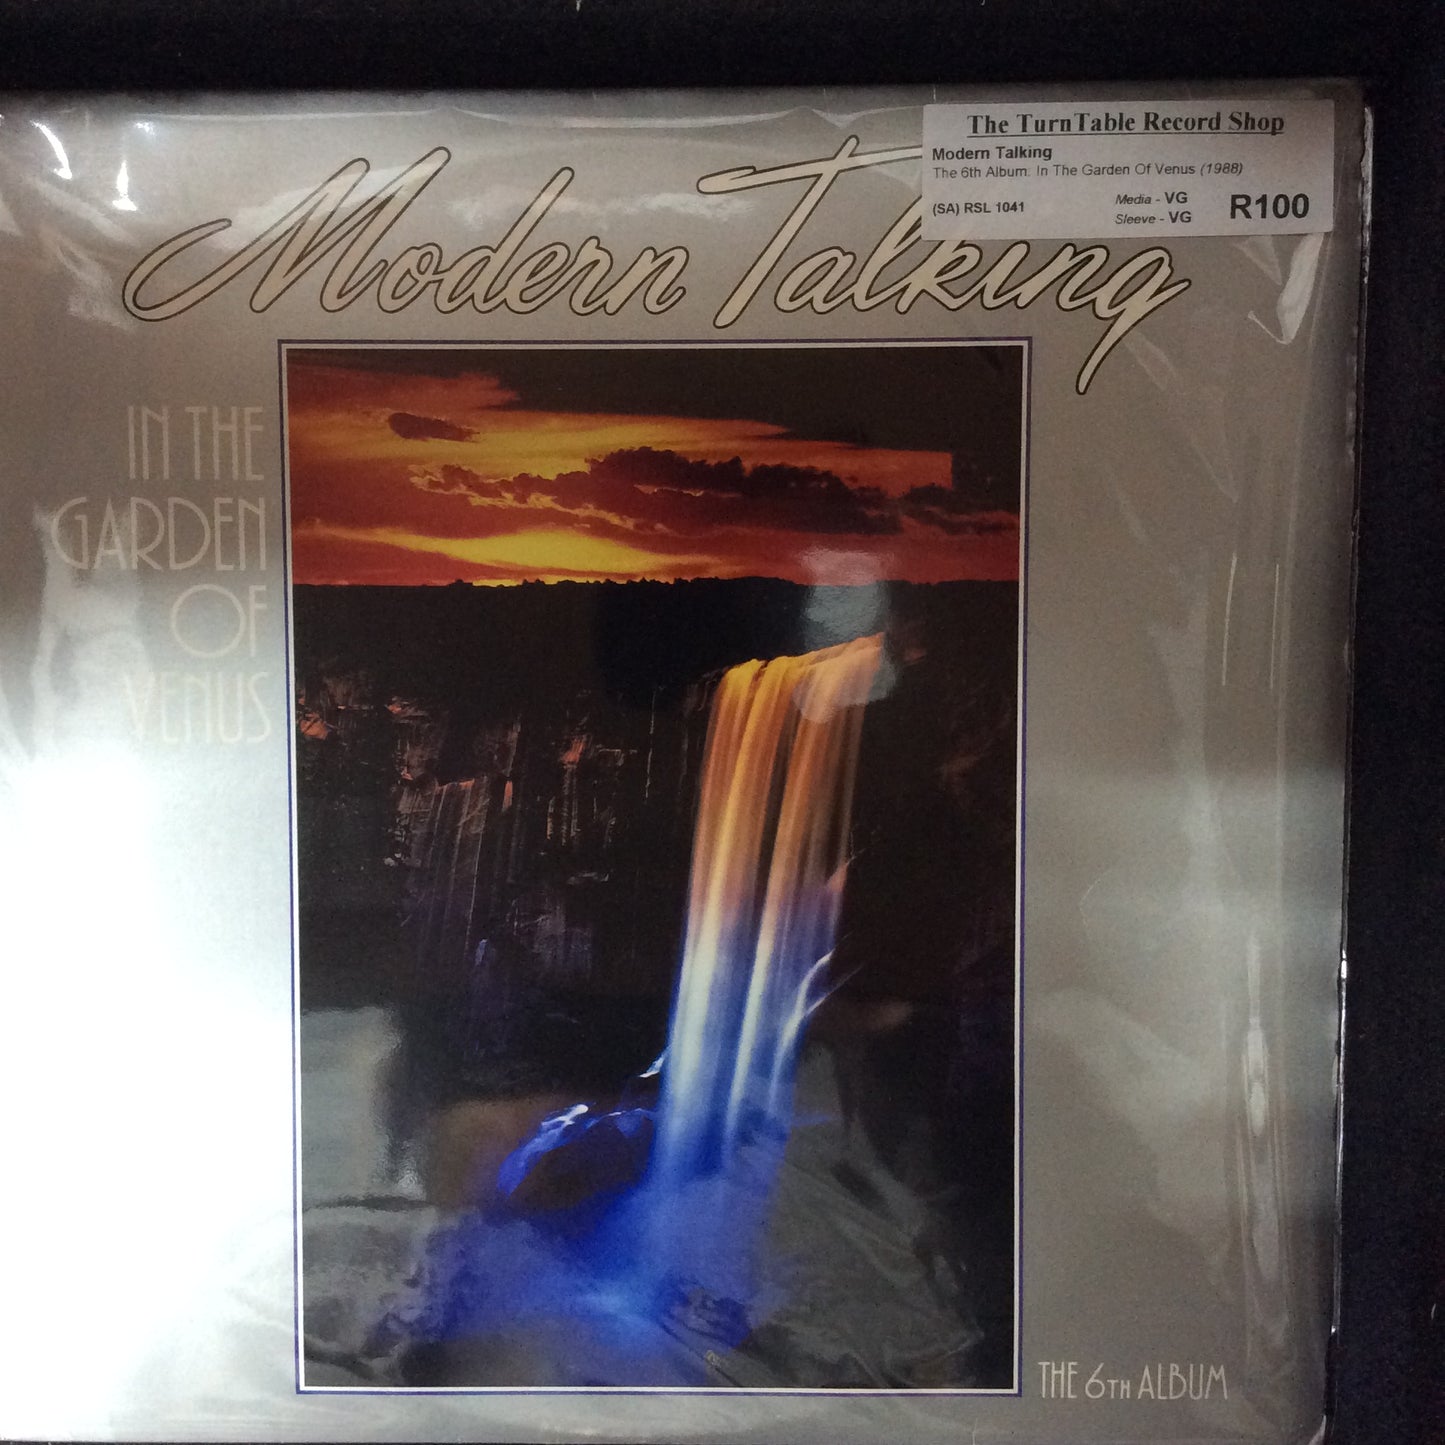 The TurnTable Record Shop
Modern Talking
The 6th Album: In The Garden Of Venus (1988)
(SA) RSL 1041
Media - VG
Sleeve - VG
R100
Modern Talking
IN THE
GARDEN
OF
VENUS
THE 6TH ALBUM